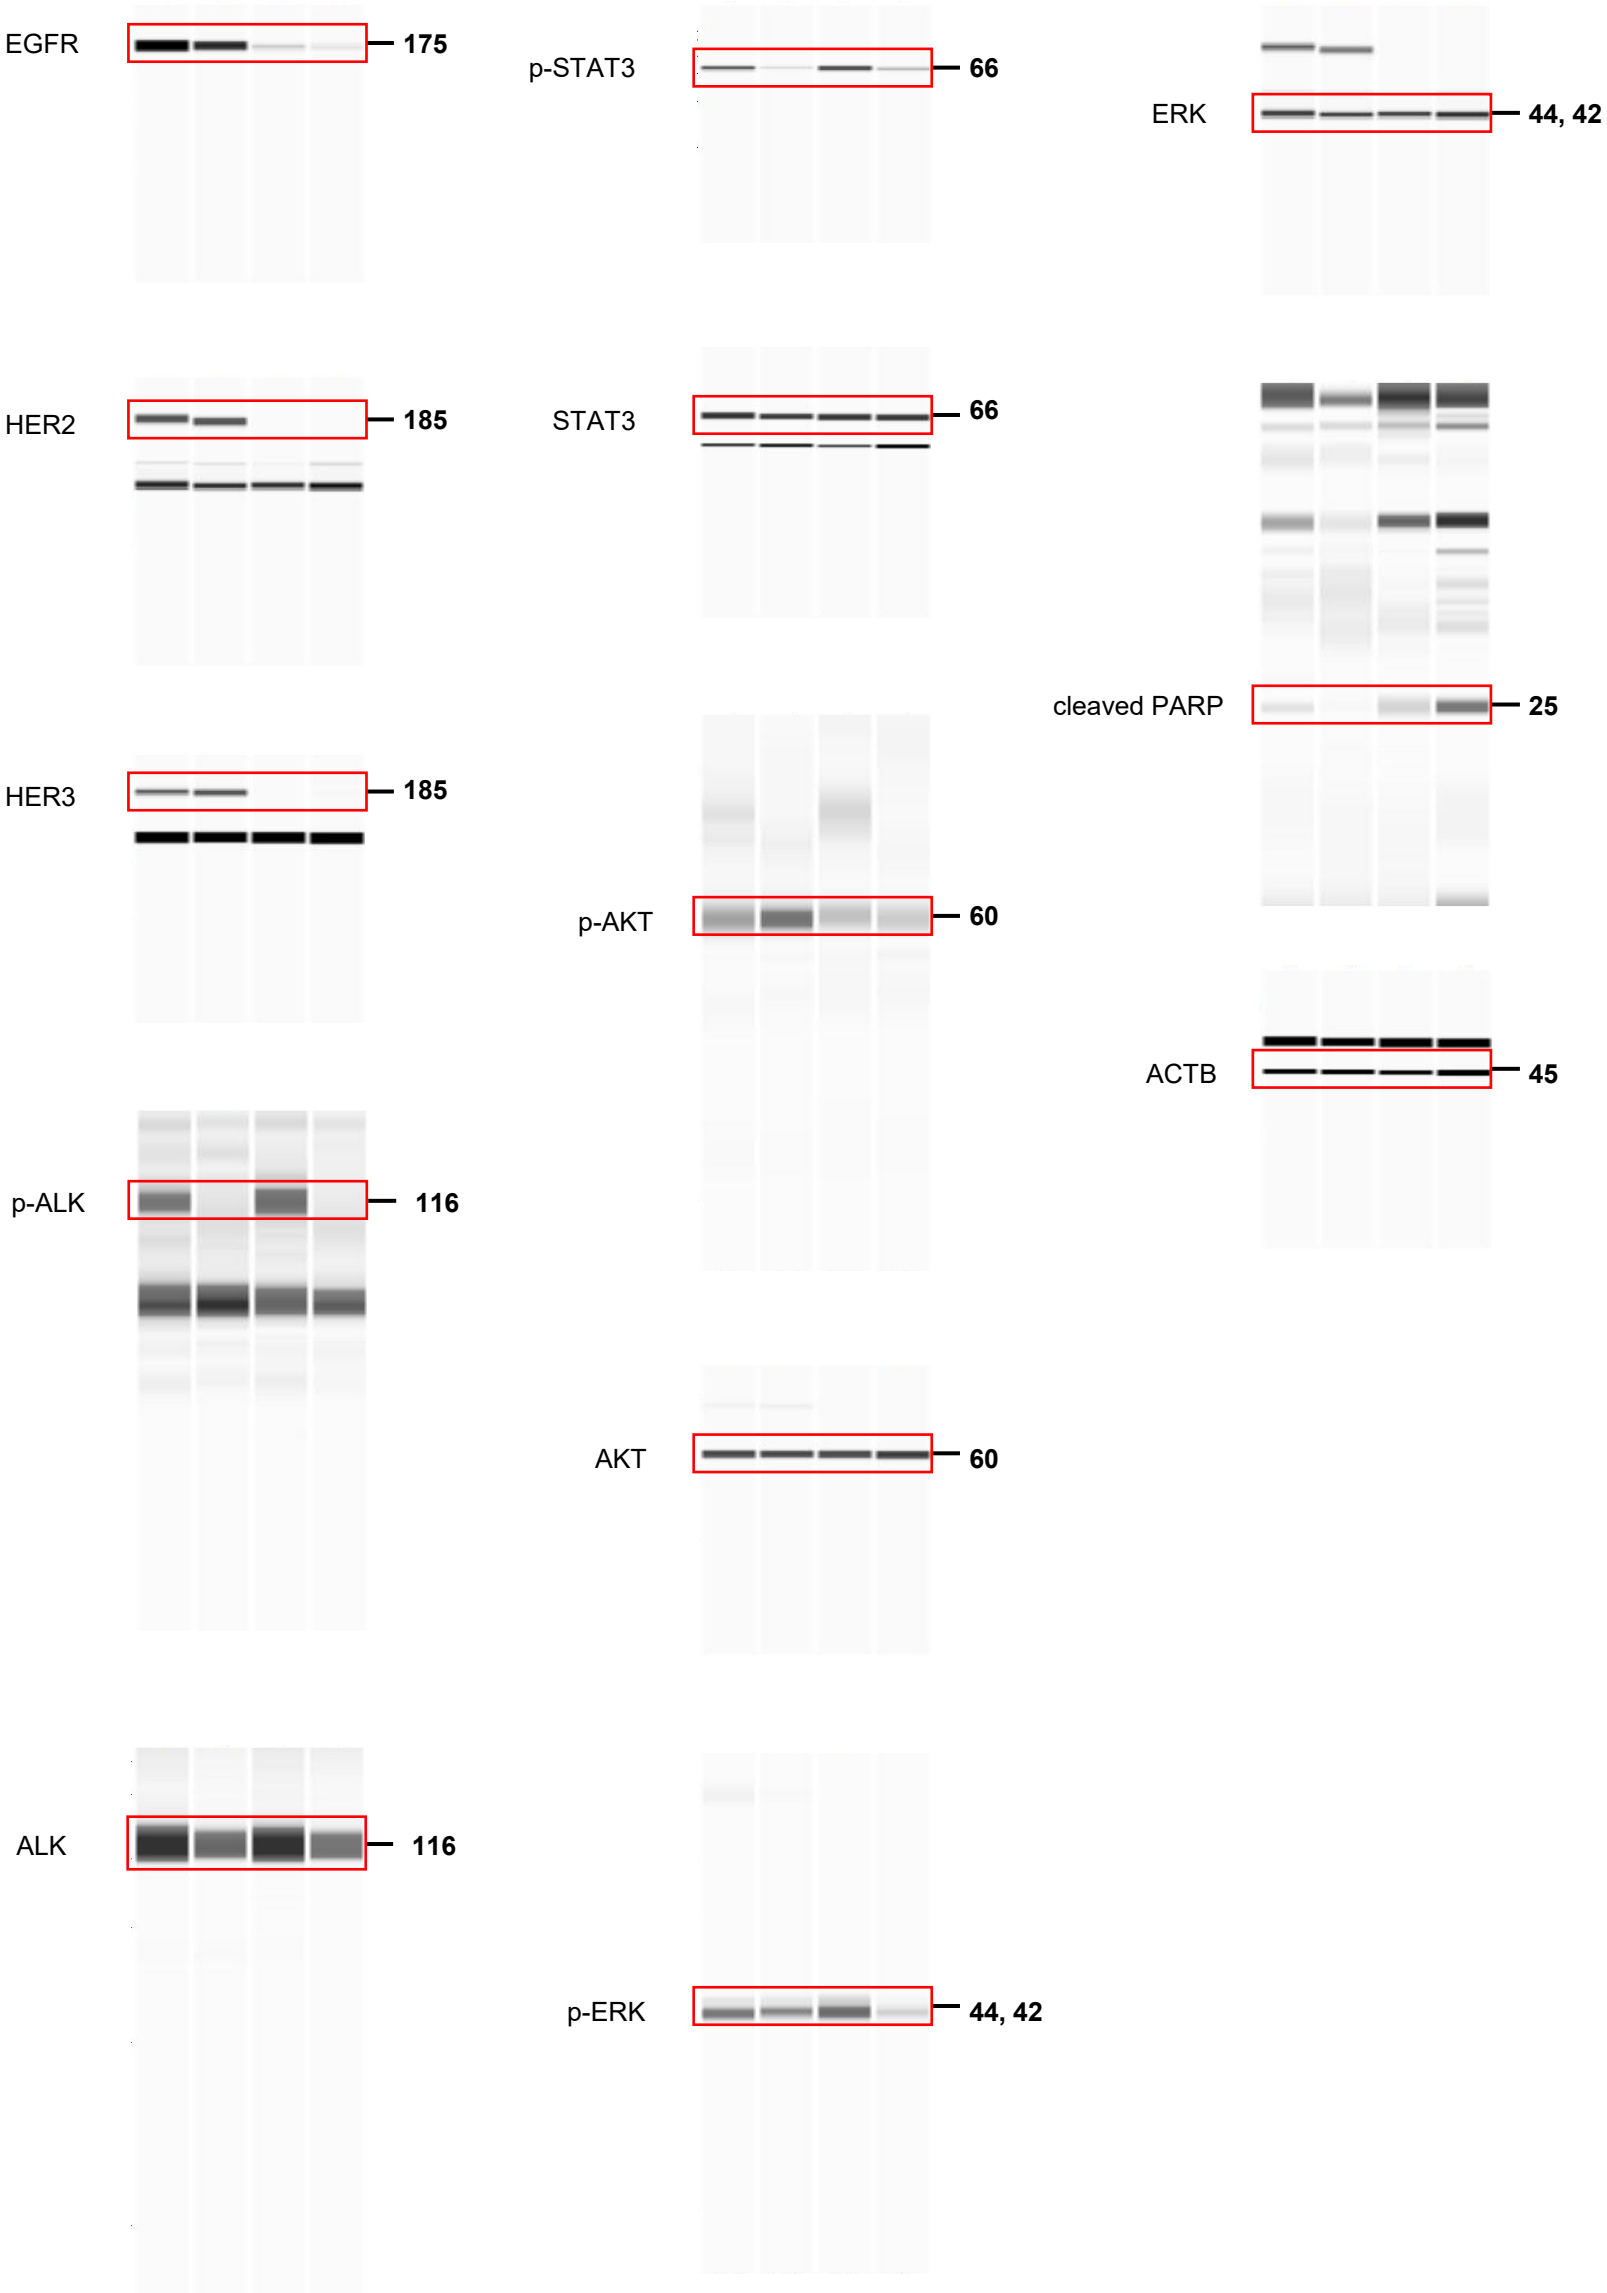 EGFR 175
HER2 185
HER3 185
p-ALK 116
ALK 116
p-STAT3 66
STAT3 66
p-AKT 60
AKT 60
p-ERK 44, 42
ERK 44, 42
cleaved PARP 25
ACTB 45